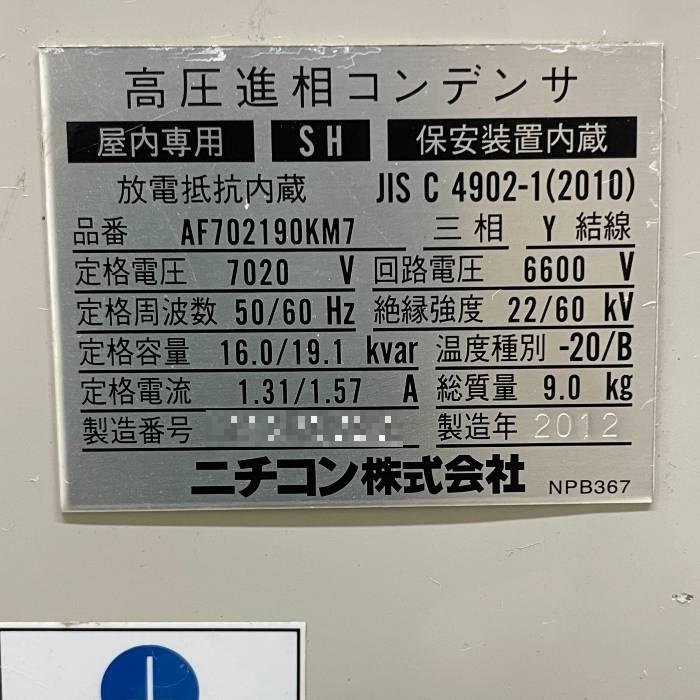 高圧進相コンデンサ
屋内専用 SH 保安装置内蔵
放電抵抗内蔵 JIS C 4902-1(2010)
品番 AF702190KM7 三相 Y 結線
定格電圧 7020 V 回路電圧 6600 V
定格周波数 50/60 Hz 絶縁強度 22/60 kV
定格容量 16.0/19.1 kvar 温度種別 -20/B
定格電流 1.31/1.57 A 総質量 9.0 kg
製造番号 製造年 2012
ニチコン株式会社 NPB367